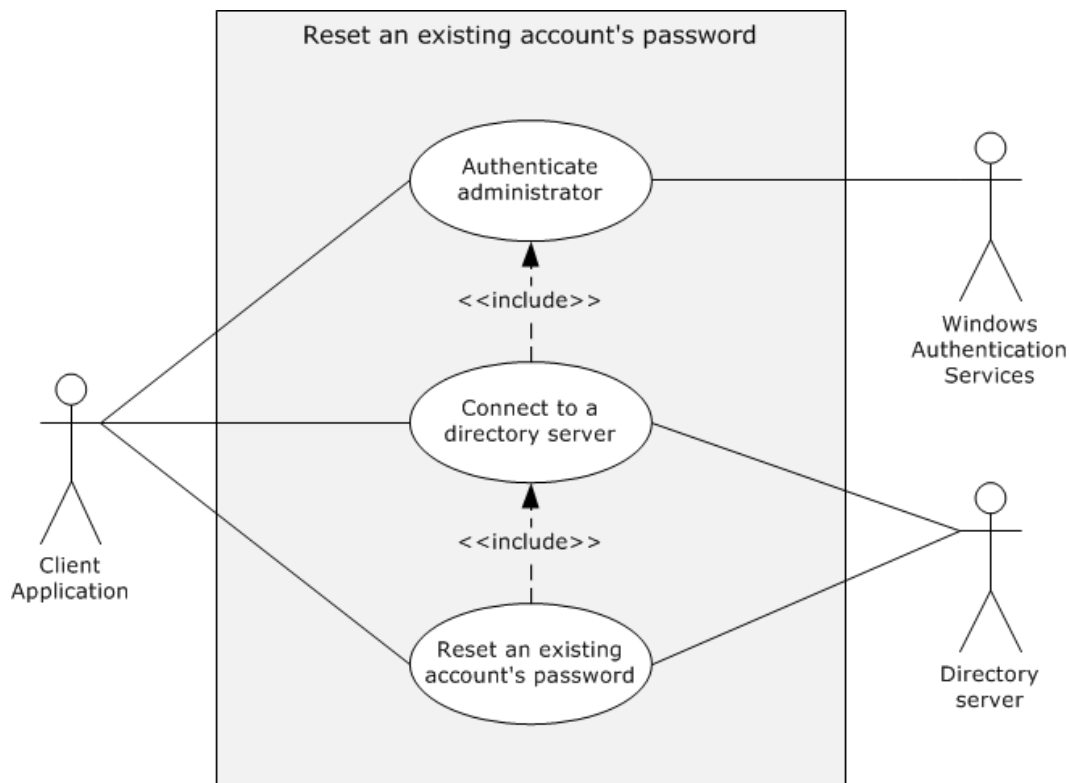 Reset an existing account's password
Authenticate
administrator
<<include>>
Windows
Authentication
Services
Connect to a
directory server
<<include>>
Client
Application
Reset an existing
account's password
Directory
server